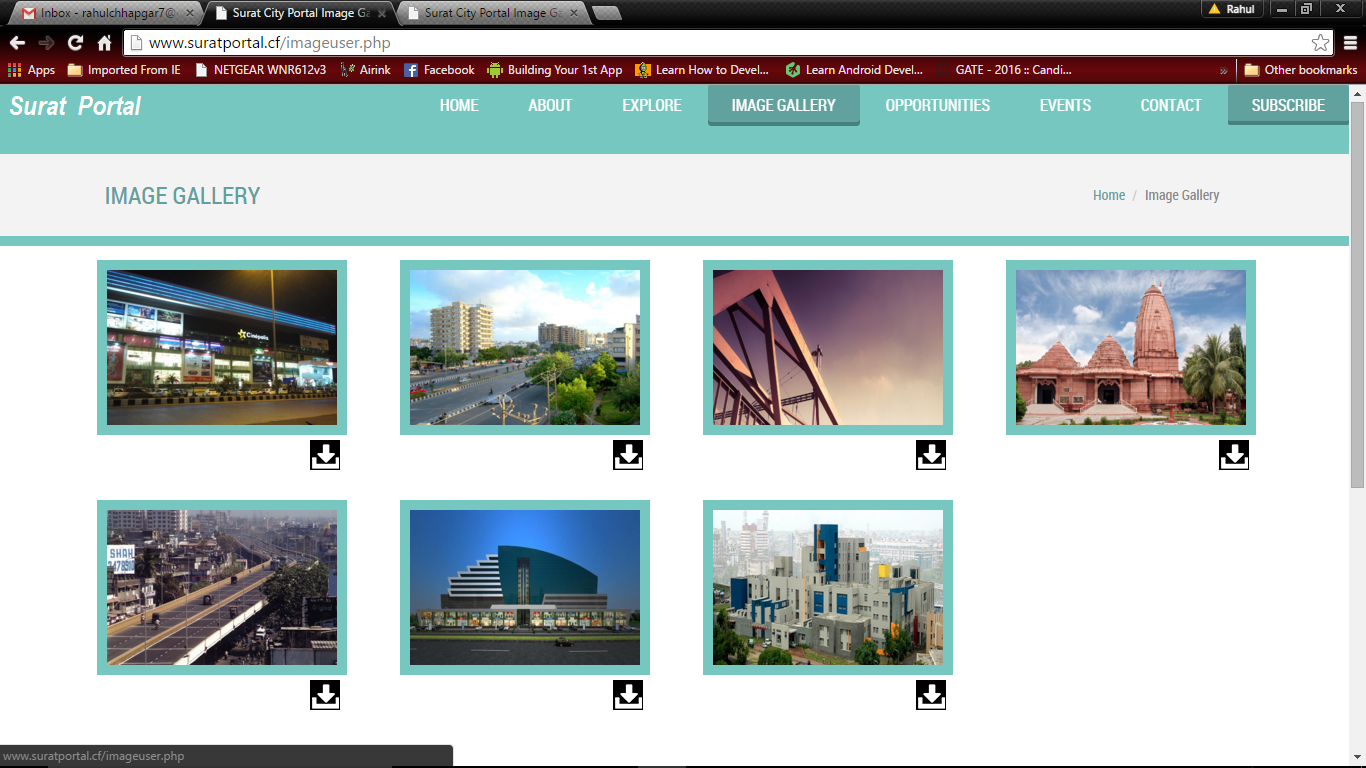 Inbox - rahulchhapgar7@
Surat City Portal Image Ga
Surat City Portal Image Ga
Rahul
www.suratportal.cf/imageuser.php
Apps
Imported From IE
NETGEAR WNR612v3
Airink
Facebook
Building Your 1st App
Learn How to Devel...
Learn Android Devel...
GATE - 2016 :: Candi...
»
Other bookmarks
Surat Portal
HOME
ABOUT
EXPLORE
IMAGE GALLERY
OPPORTUNITIES
EVENTS
CONTACT
SUBSCRIBE
IMAGE GALLERY
Home / Image Gallery
Cinépolis
SHAH
www.suratportal.cf/imageuser.php